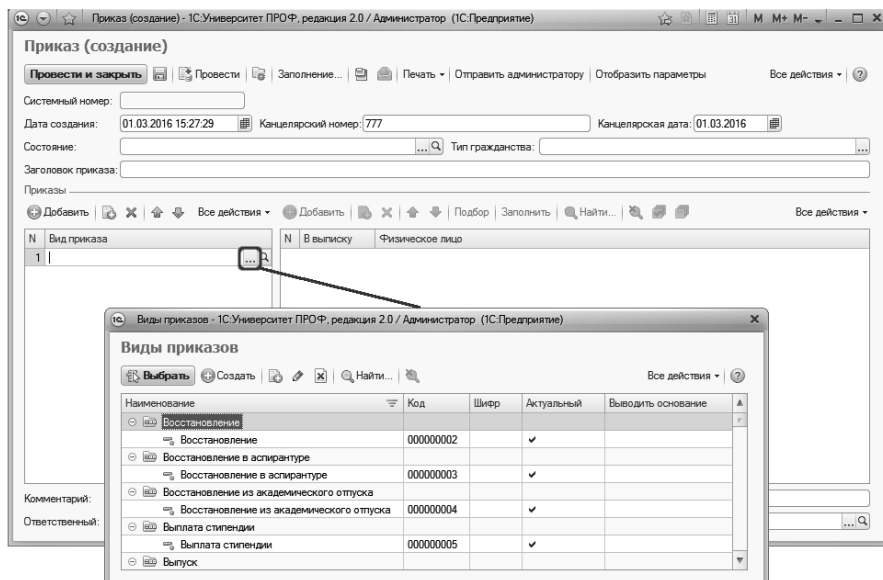 Приказ (создание) - 1С:Университет ПРОФ, редакция 2.0 / Администратор (1С:Предприятие) M M+ M-
Приказ (создание)
Провести и закрыть Провести Заполнение... Печать Отправить администратору Отобразить параметры Все действия ?
Системный номер:
Дата создания: 01.03.2016 15:27:29 Канцелярский номер: 777 Канцелярская дата: 01.03.2016
Состояние: ... Тип гражданства: ...
Заголовок приказа:
Приказы
Добавить Все действия Добавить Подбор Заполнить Найти... Все действия
N Вид приказа N В выписку Физическое лицо
1 ...
Виды приказов - 1С:Университет ПРОФ, редакция 2.0 / Администратор (1С:Предприятие)
Виды приказов
Выбрать Создать Найти... Все действия ?
Наименование Код Шифр Актуальный Выводить основание
Восстановление
Восстановление 000000002
Восстановление в аспирантуре
Восстановление в аспирантуре 000000003
Восстановление из академического отпуска
Восстановление из академического отпуска 000000004
Выплата стипендии
Выплата стипендии 000000005
Выпуск
Комментарий:
Ответственный: ...